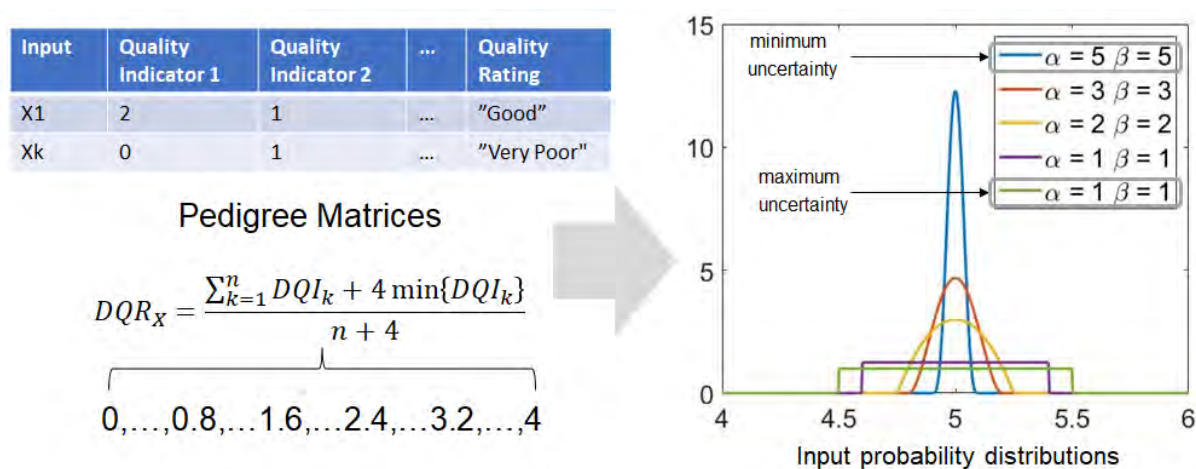 Input Quality Indicator 1 Quality Indicator 2 ... Quality Rating
X1 2 1 ... ”Good”
Xk 0 1 ... ”Very Poor"
Pedigree Matrices
DQR_X = (∑_{k=1}^{n} DQI_k + 4 min{DQI_k}) / (n + 4)
0,…,0.8,…1.6,…2.4,…3.2,…,4
15
10
5
0
4 4.5 5 5.5 6
minimum
uncertainty
maximum
uncertainty
α = 5 β = 5
α = 3 β = 3
α = 2 β = 2
α = 1 β = 1
α = 1 β = 1
Input probability distributions